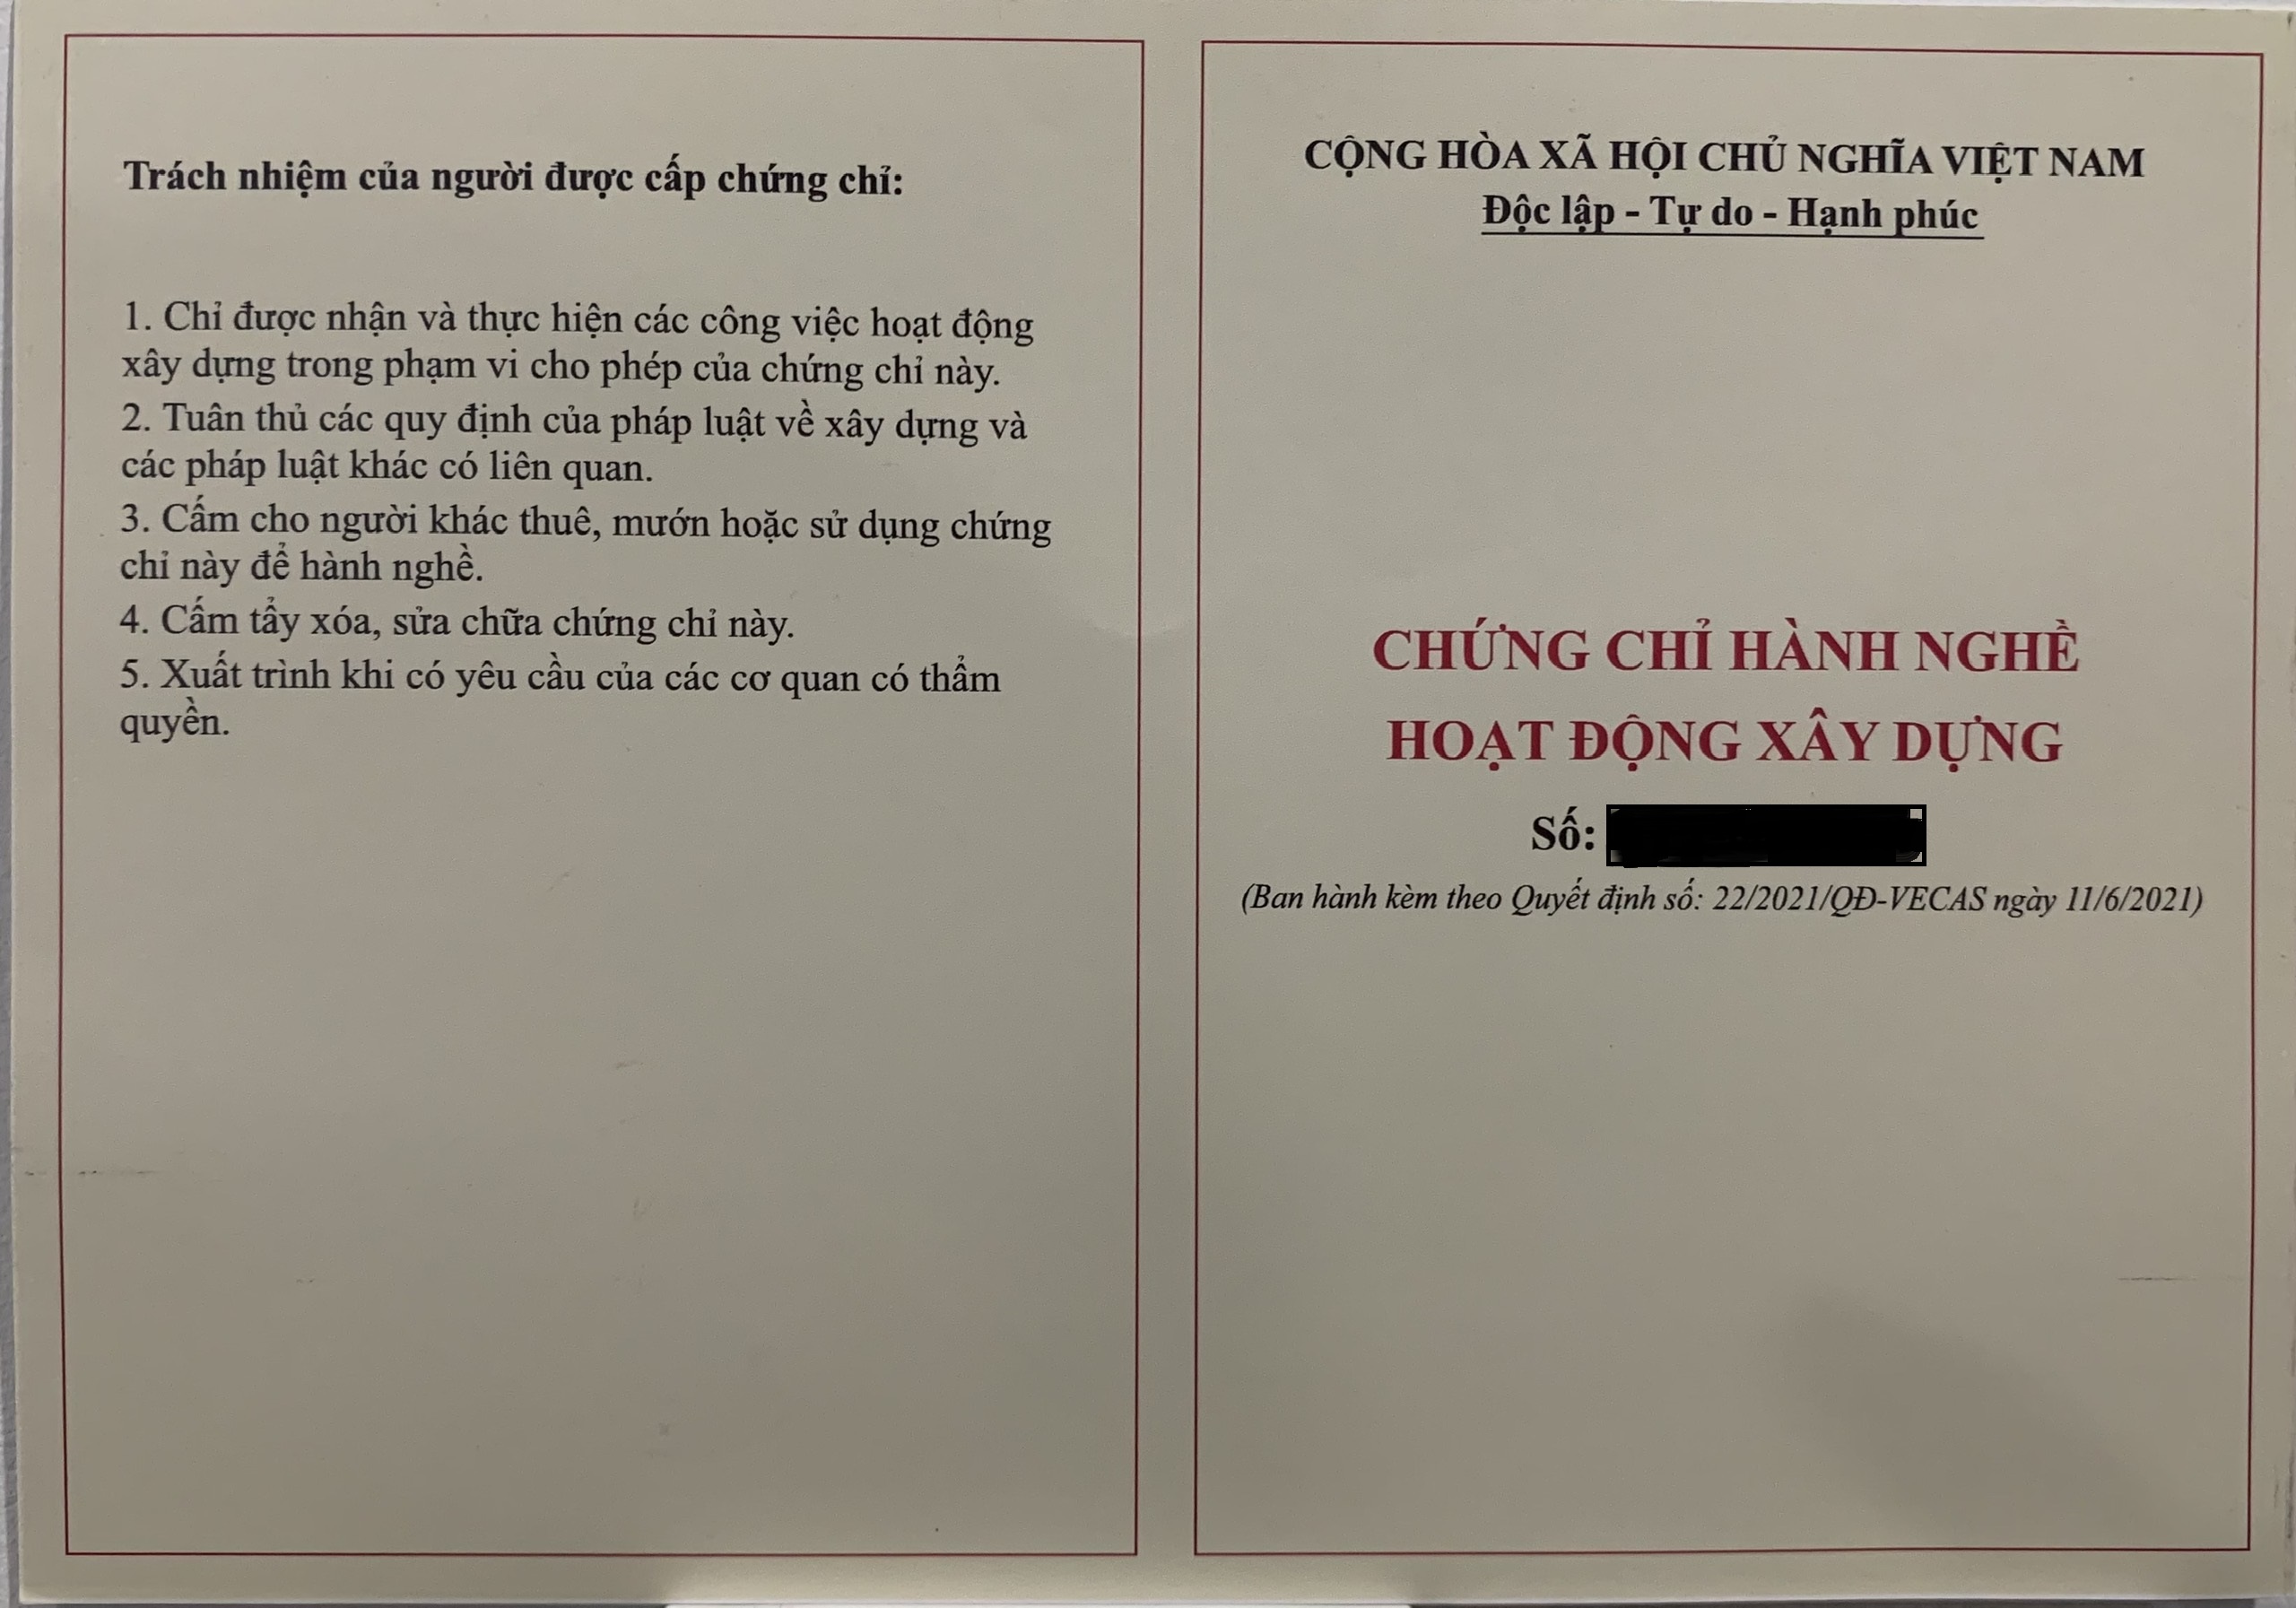 Trách nhiệm của người được cấp chứng chỉ:
1. Chỉ được nhận và thực hiện các công việc hoạt động
xây dựng trong phạm vi cho phép của chứng chỉ này.
2. Tuân thủ các quy định của pháp luật về xây dựng và
các pháp luật khác có liên quan.
3. Cấm cho người khác thuê, mướn hoặc sử dụng chứng
chỉ này để hành nghề.
4. Cấm tẩy xóa, sửa chữa chứng chỉ này.
5. Xuất trình khi có yêu cầu của các cơ quan có thẩm
quyền.
CỘNG HÒA XÃ HỘI CHỦ NGHĨA VIỆT NAM
Độc lập - Tự do - Hạnh phúc
CHỨNG CHỈ HÀNH NGHỀ
HOẠT ĐỘNG XÂY DỰNG
Số:
(Ban hành kèm theo Quyết định số: 22/2021/QĐ-VECAS ngày 11/6/2021)